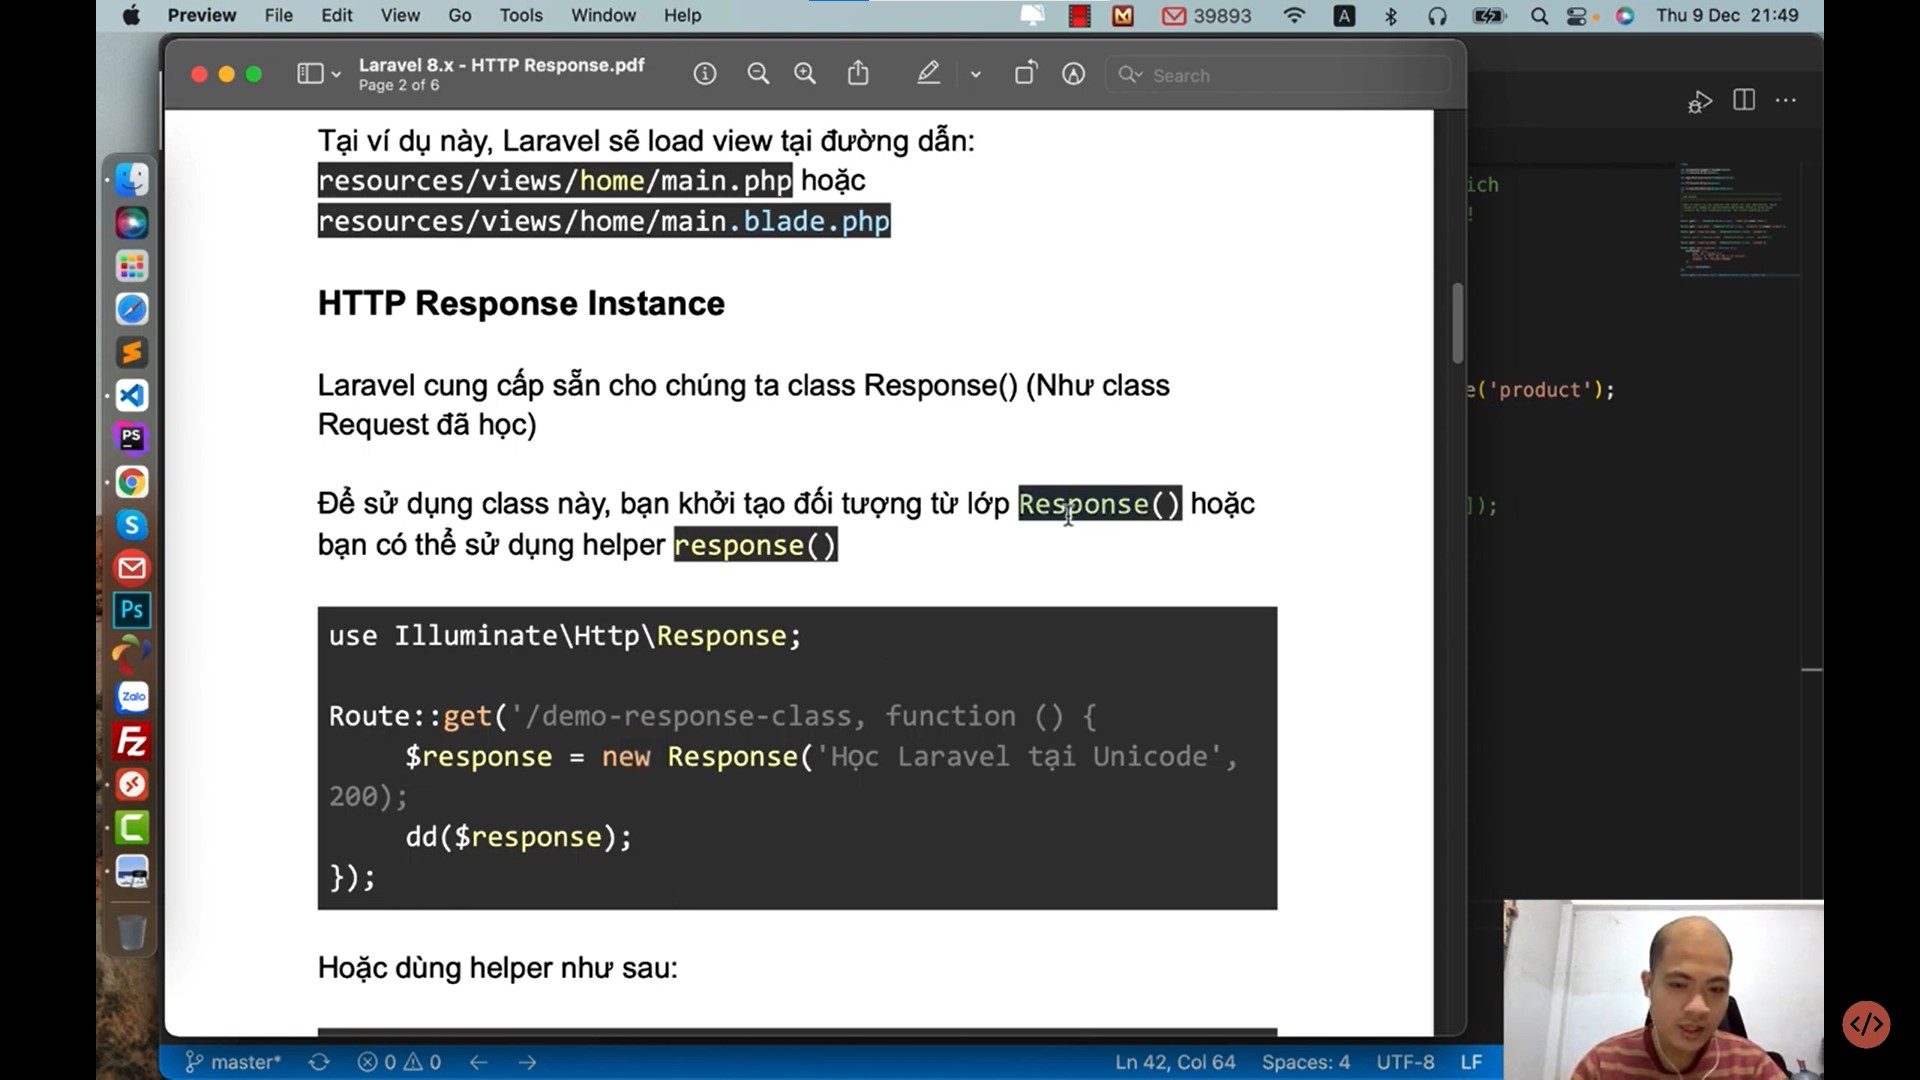 Preview File Edit View Go Tools Window Help 39893 A Thu 9 Dec 21:49
Laravel 8.x - HTTP Response.pdf
Page 2 of 6
Search
Tại ví dụ này, Laravel sẽ load view tại đường dẫn:
resources/views/home/main.php hoặc
resources/views/home/main.blade.php
HTTP Response Instance
Laravel cung cấp sẵn cho chúng ta class Response() (Như class
Request đã học)
Để sử dụng class này, bạn khởi tạo đối tượng từ lớp Response() hoặc
bạn có thể sử dụng helper response()
use Illuminate\Http\Response;
Route::get('/demo-response-class, function () {
$response = new Response('Học Laravel tại Unicode',
200);
dd($response);
});
Hoặc dùng helper như sau:
ich
!
e('product');
]);
PS
Ps
Zalo
Fz
master* 0 0 Ln 42, Col 64 Spaces: 4 UTF-8 LF